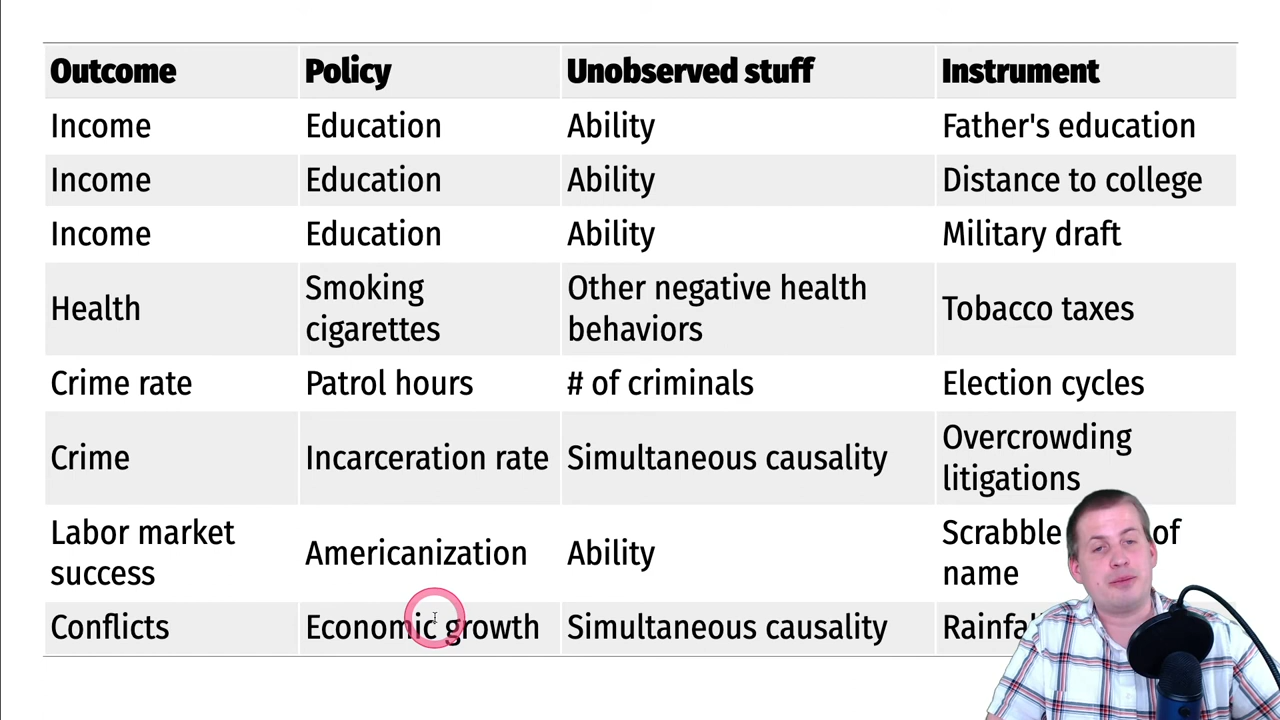 Outcome Policy Unobserved stuff Instrument
Income Education Ability Father's education
Income Education Ability Distance to college
Income Education Ability Military draft
Health Smoking cigarettes Other negative health behaviors Tobacco taxes
Crime rate Patrol hours # of criminals Election cycles
Crime Incarceration rate Simultaneous causality Overcrowding litigations
Labor market success Americanization Ability Scrabble of name
Conflicts Economic growth Simultaneous causality